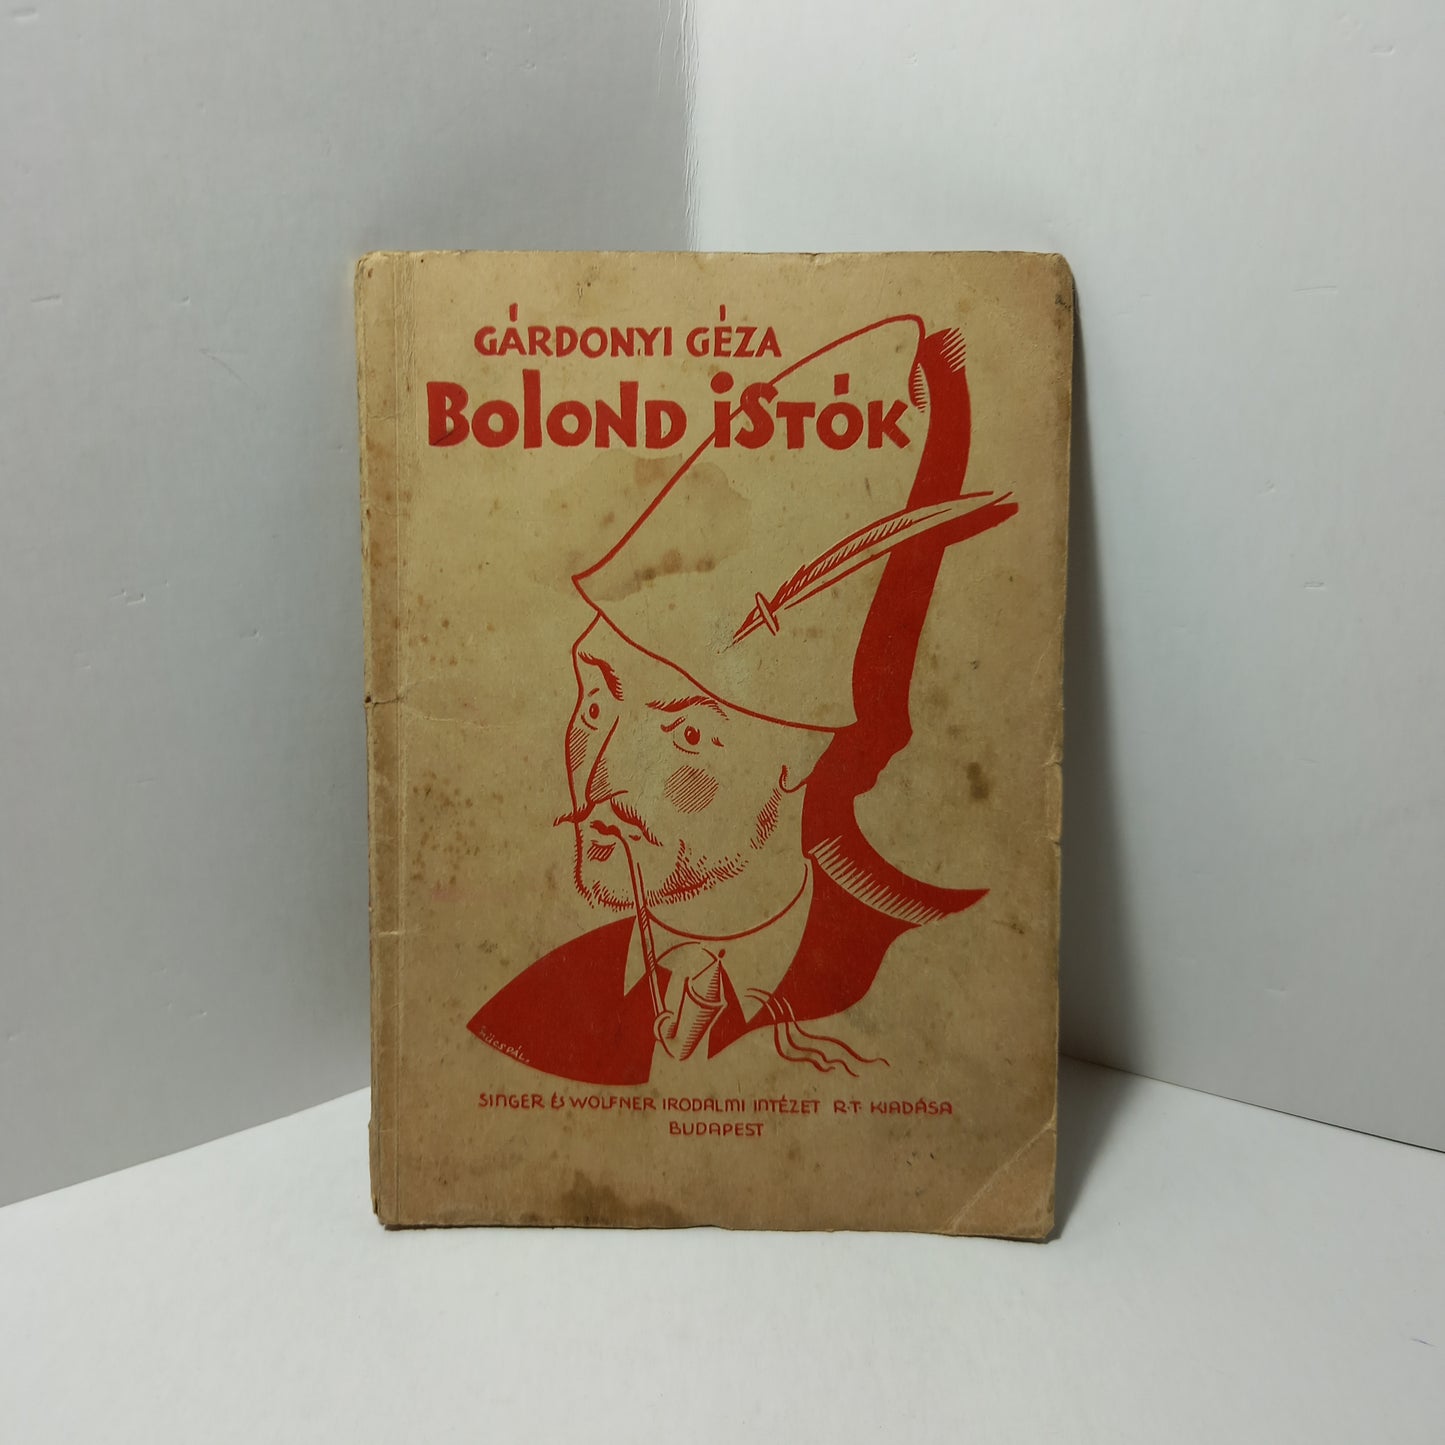 GÁRDONYI GÉZA
BOlOND iSTÓK
SINGER ÉS WOLFNER IRODALMI INTÉZET R.T. KIADÁSA
BUDAPEST